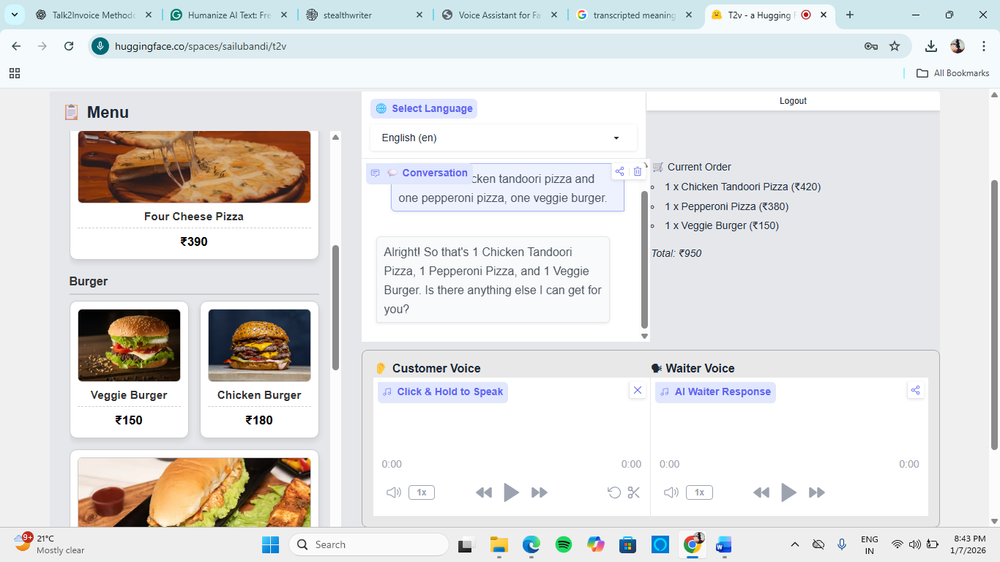 Talk2Invoice Methodo
Humanize AI Text: Fre
stealthwriter
Voice Assistant for Fa
transcripted meaning
T2v - a Hugging F
huggingface.co/spaces/sailubandi/t2v
All Bookmarks
Menu
Four Cheese Pizza
₹390
Burger
Veggie Burger
₹150
Chicken Burger
₹180
Select Language
English (en)
Conversation
cken tandoori pizza and
one pepperoni pizza, one veggie burger.
Alright! So that's 1 Chicken Tandoori
Pizza, 1 Pepperoni Pizza, and 1 Veggie
Burger. Is there anything else I can get for
you?
Logout
Current Order
1 x Chicken Tandoori Pizza (₹420)
1 x Pepperoni Pizza (₹380)
1 x Veggie Burger (₹150)
Total: ₹950
Customer Voice
Click & Hold to Speak
0:00
0:00
1x
Waiter Voice
AI Waiter Response
0:00
0:00
1x
9+
21°C
Mostly clear
Search
ENG
IN
8:43 PM
1/7/2026